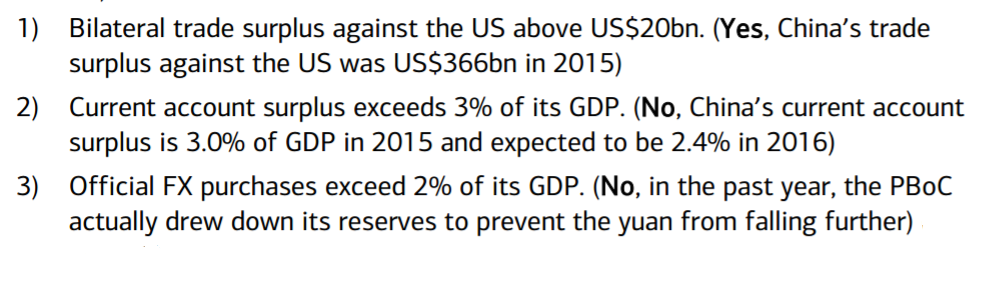 1) Bilateral trade surplus against the US above US$20bn. (Yes, China's trade
surplus against the US was US$366bn in 2015)
2) Current account surplus exceeds 3% of its GDP. (No, China's current account
surplus is 3.0% of GDP in 2015 and expected to be 2.4% in 2016)
3) Official FX purchases exceed 2% of its GDP. (No, in the past year, the PBoC
actually drew down its reserves to prevent the yuan from falling further)